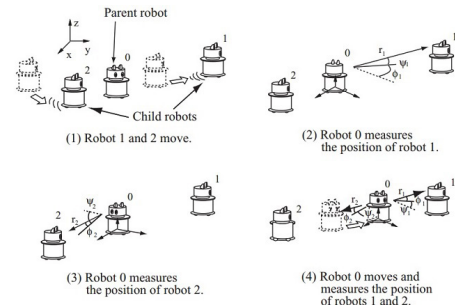 Parent robot
z
y
x
2
0
1
Child robots
(1) Robot 1 and 2 move.
0
1
2
r1
ψ1
ϕ1
(2) Robot 0 measures
the position of robot 1.
1
0
2
ψ2
r2
ϕ2
(3) Robot 0 measures
the position of robot 2.
0
1
2
r2
r1
ϕ2
ψ2
ψ1
ϕ1
(4) Robot 0 moves and
measures the position
of robots 1 and 2.